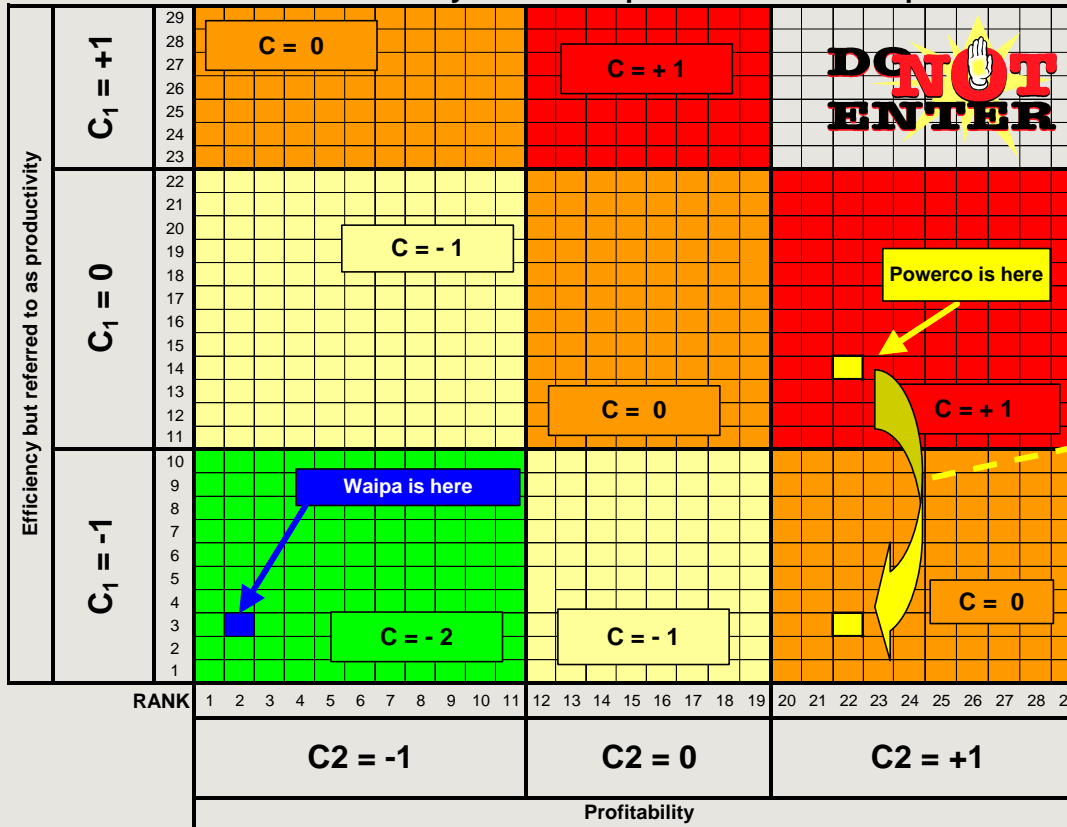 Efficiency but referred to as productivity
C1 = +1
29
28
27
26
25
24
23
C = 0
C = + 1
DO NOT
ENTER
C1 = 0
22
21
20
19
18
17
16
15
14
13
12
11
C = - 1
Powerco is here
C = 0
C = + 1
C1 = -1
10
9
8
7
6
5
4
3
2
1
Waipa is here
C = 0
C = - 2
C = - 1
RANK 1 2 3 4 5 6 7 8 9 10 11 12 13 14 15 16 17 18 19 20 21 22 23 24 25 26 27 28
C2 = -1
C2 = 0
C2 = +1
Profitability